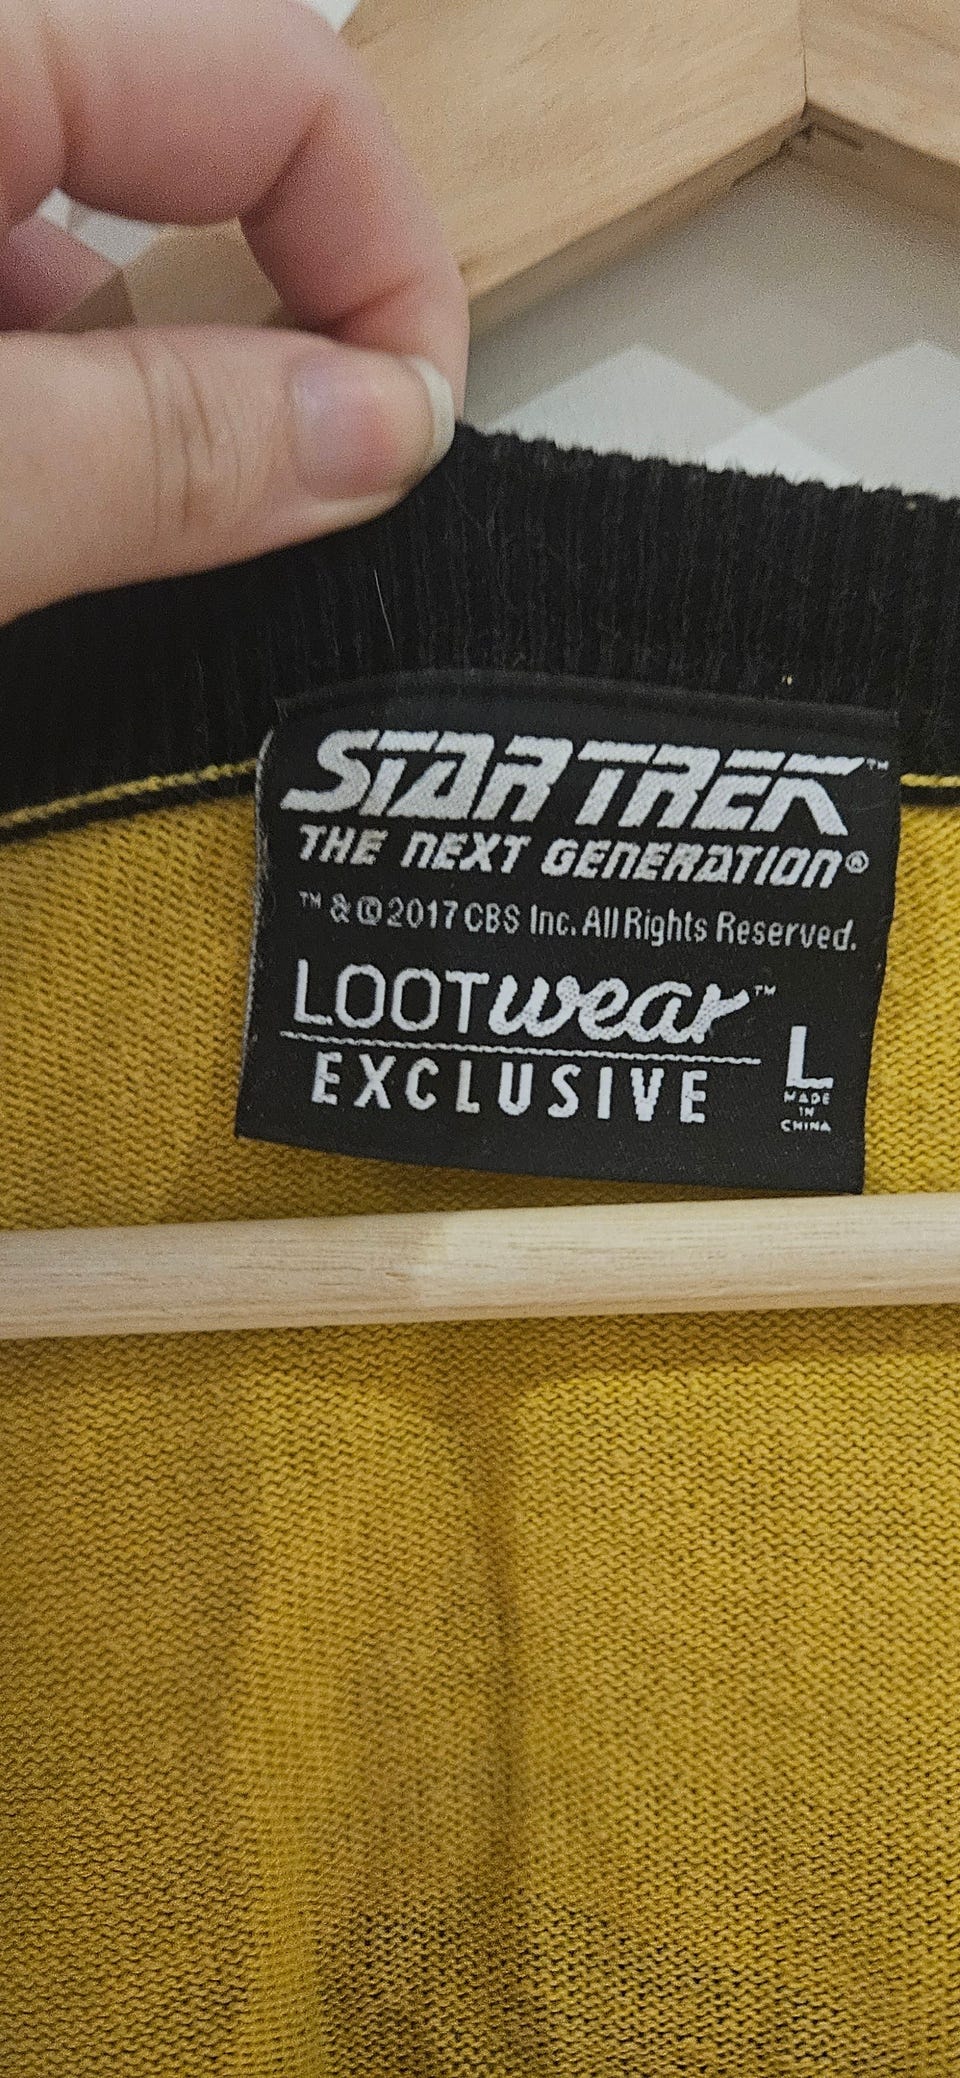 STAR TREK™
THE NEXT GENERATION®
™ & © 2017 CBS Inc. All Rights Reserved.
LOOTwear™
EXCLUSIVE
L
MADE
IN
CHINA